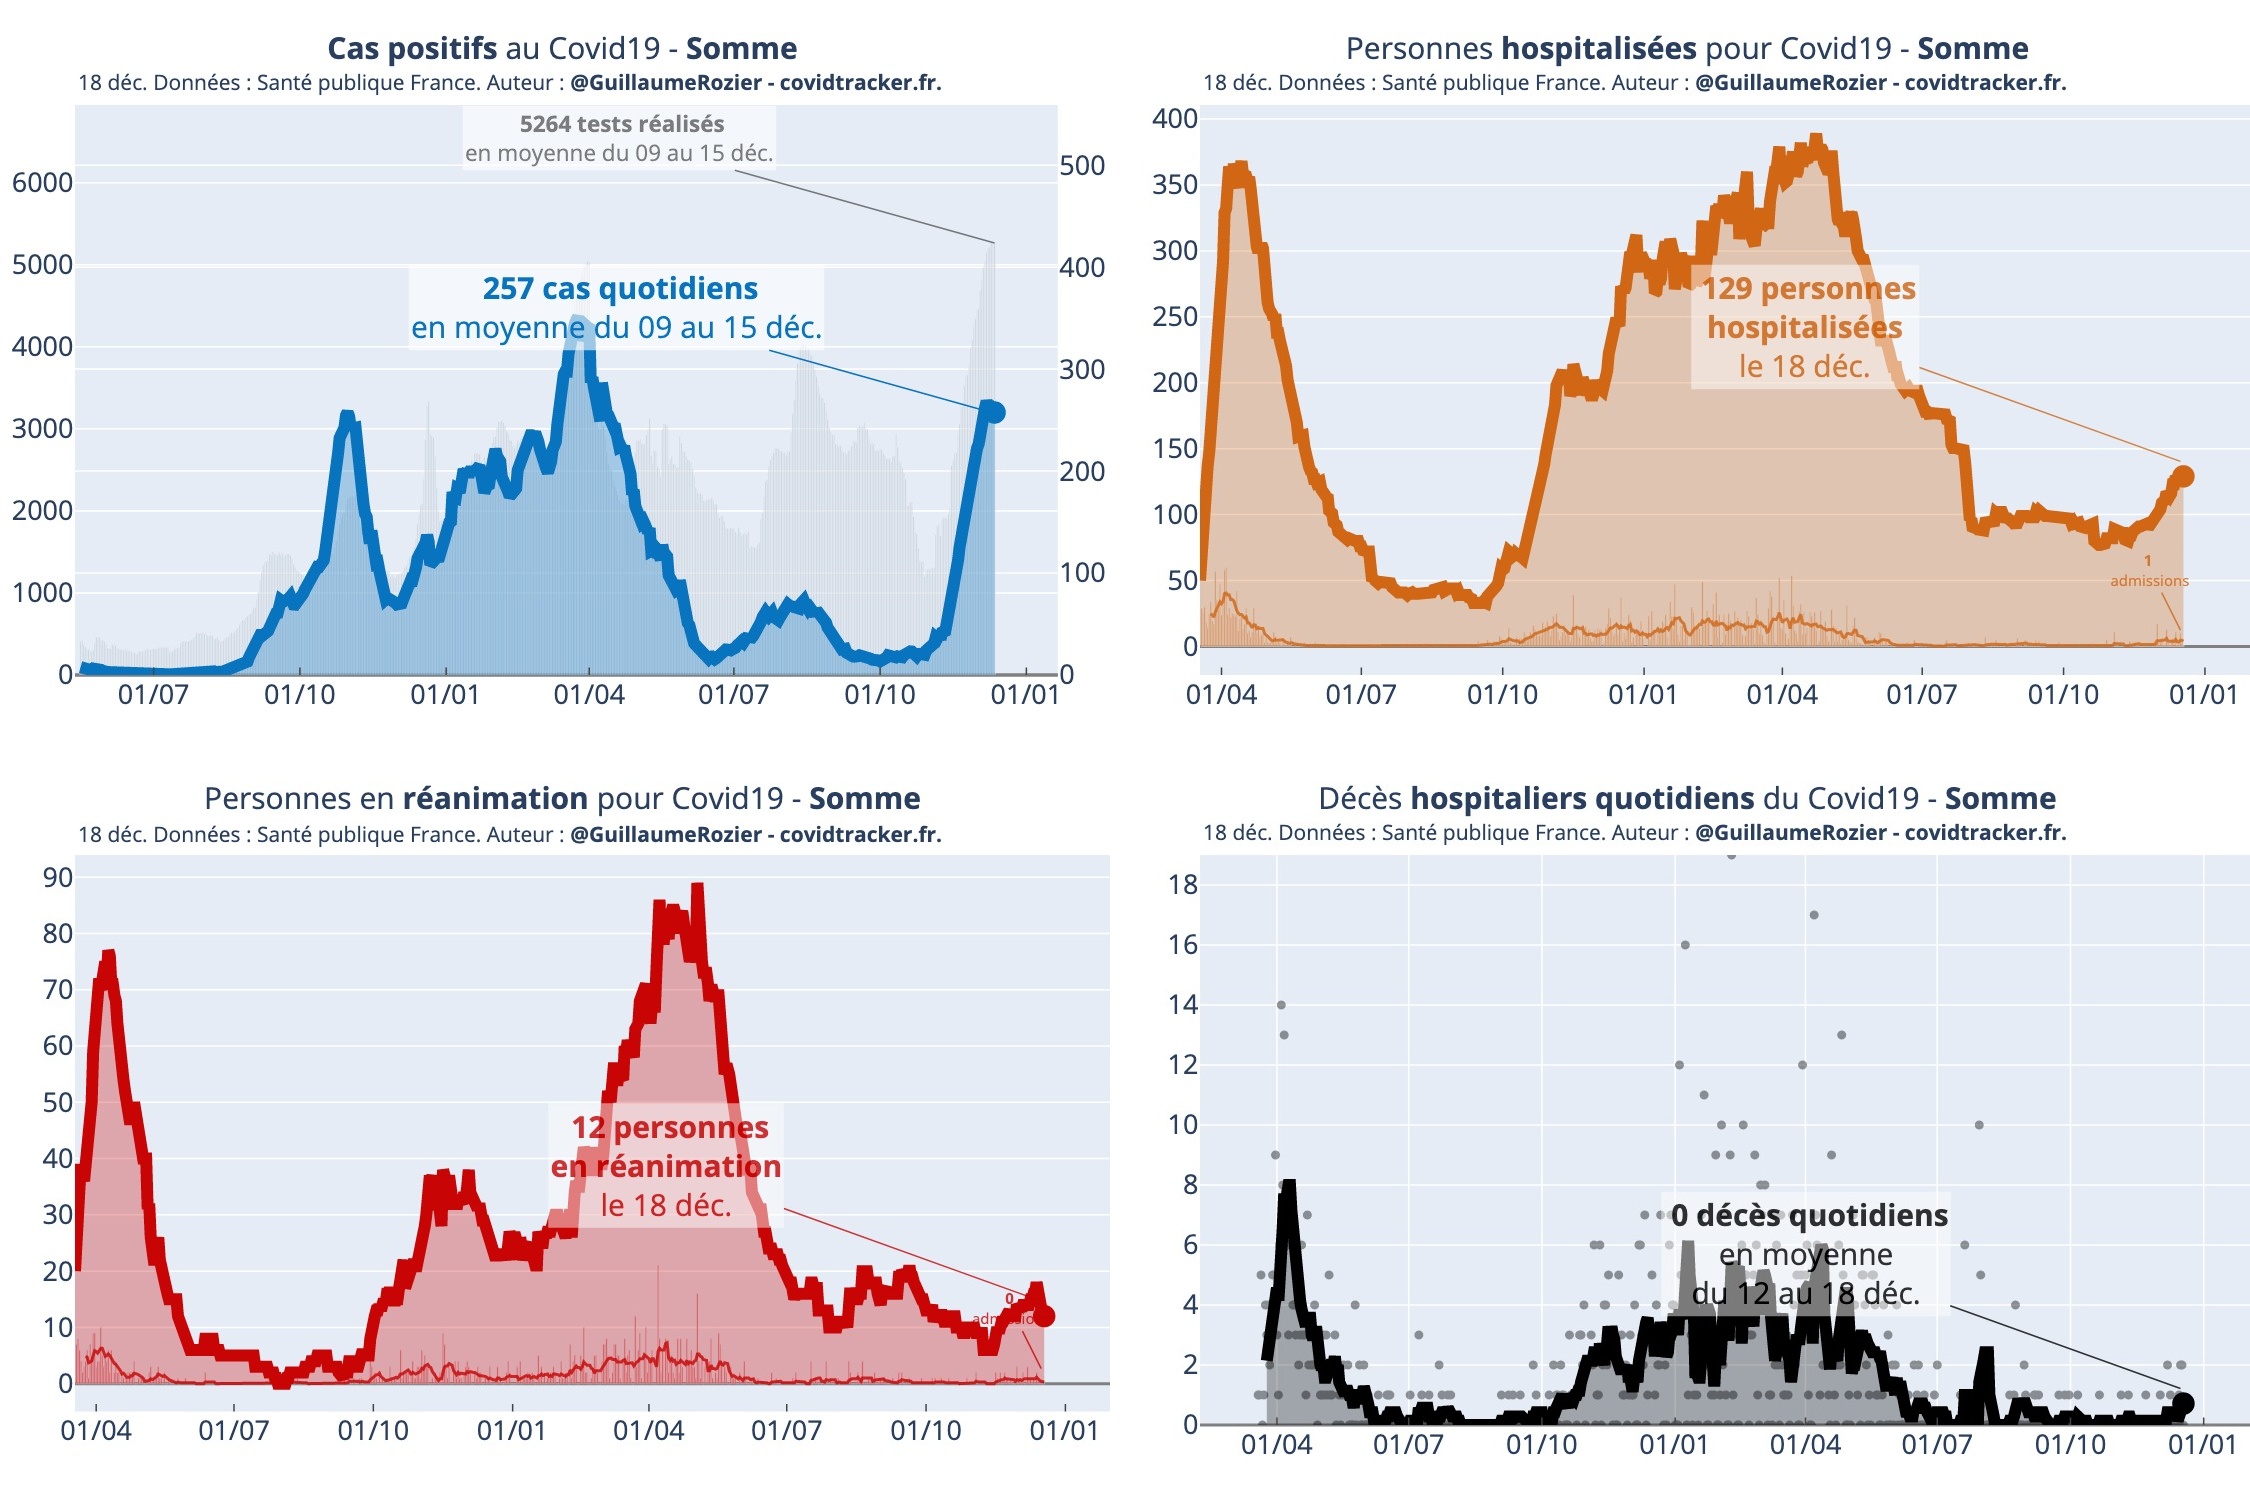 Cas positifs au Covid19 - Somme
18 déc. Données : Santé publique France. Auteur : @GuillaumeRozier - covidtracker.fr.
5264 tests réalisés
en moyenne du 09 au 15 déc.
257 cas quotidiens
en moyenne du 09 au 15 déc.
6000
5000
4000
3000
2000
1000
0
500
400
300
200
100
0
01/07 01/10 01/01 01/04 01/07 01/10 01/01
Personnes hospitalisées pour Covid19 - Somme
18 déc. Données : Santé publique France. Auteur : @GuillaumeRozier - covidtracker.fr.
400
350
300
250
200
150
100
50
0
129 personnes
hospitalisées
le 18 déc.
1
admissions
01/04 01/07 01/10 01/01 01/04 01/07 01/10 01/01
Personnes en réanimation pour Covid19 - Somme
18 déc. Données : Santé publique France. Auteur : @GuillaumeRozier - covidtracker.fr.
90
80
70
60
50
40
30
20
10
0
12 personnes
en réanimation
le 18 déc.
0
01/04 01/07 01/10 01/01 01/04 01/07 01/10 01/01
Décès hospitaliers quotidiens du Covid19 - Somme
18 déc. Données : Santé publique France. Auteur : @GuillaumeRozier - covidtracker.fr.
18
16
14
12
10
8
6
4
2
0
0 décès quotidiens
en moyenne
du 12 au 18 déc.
01/04 01/07 01/10 01/01 01/04 01/07 01/10 01/01